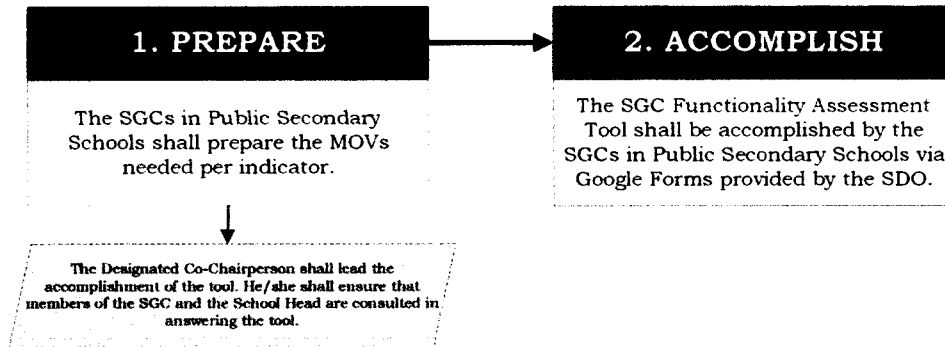 1. PREPARE
The SGCs in Public Secondary
Schools shall prepare the MOVs
needed per indicator.
The Designated Co-Chairperson shall lead the
accomplishment of the tool. He/she shall ensure that
members of the SGC and the School Head are consulted in
answering the tool.
2. ACCOMPLISH
The SGC Functionality Assessment
Tool shall be accomplished by the
SGCs in Public Secondary Schools via
Google Forms provided by the SDO.